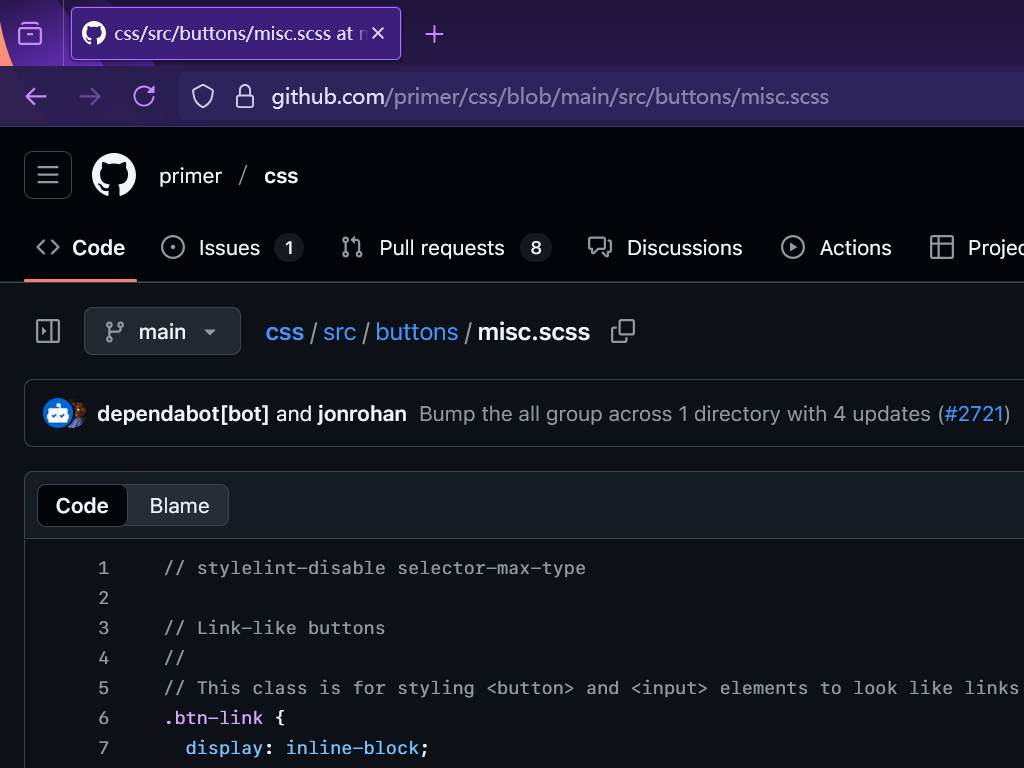 css/src/buttons/misc.scss at
github.com/primer/css/blob/main/src/buttons/misc.scss
primer / css
Code Issues 1 Pull requests 8 Discussions Actions Projec
main css / src / buttons / misc.scss
dependabot[bot] and jonrohan Bump the all group across 1 directory with 4 updates (#2721)
Code Blame
1 // stylelint-disable selector-max-type
2
3 // Link-like buttons
4 //
5 // This class is for styling <button> and <input> elements to look like links
6 .btn-link {
7 display: inline-block;